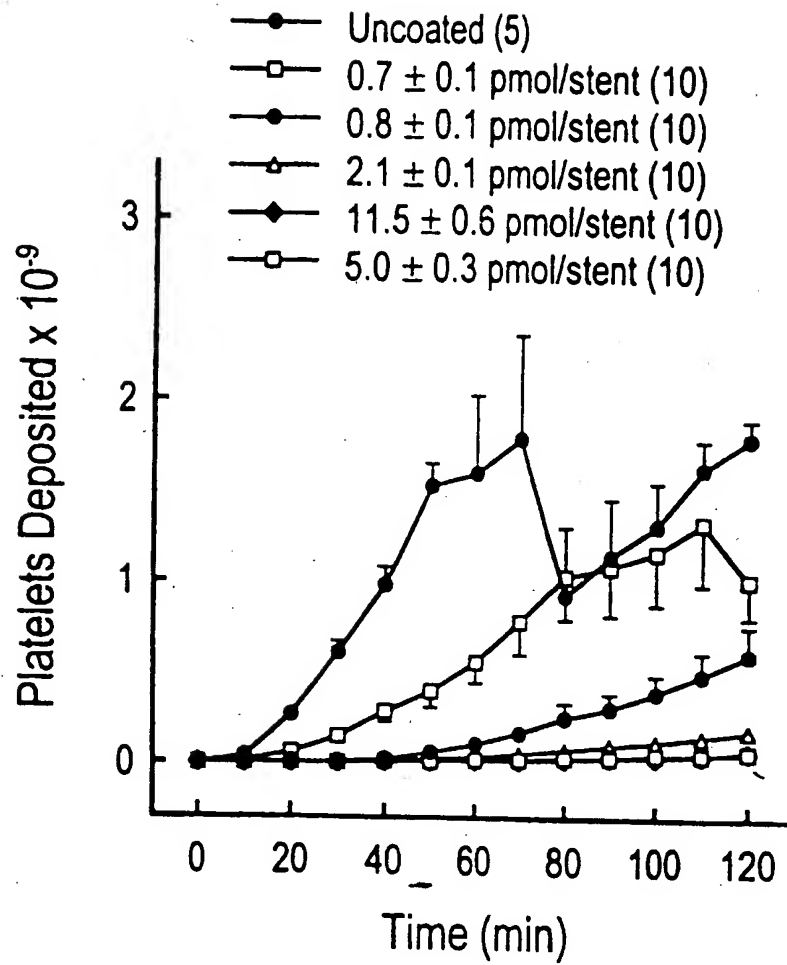 Uncoated (5)
0.7 ± 0.1 pmol/stent (10)
0.8 ± 0.1 pmol/stent (10)
2.1 ± 0.1 pmol/stent (10)
11.5 ± 0.6 pmol/stent (10)
5.0 ± 0.3 pmol/stent (10)
Platelets Deposited x 10⁻⁹
3
2
1
0
0 20 40 60 80 100 120
Time (min)